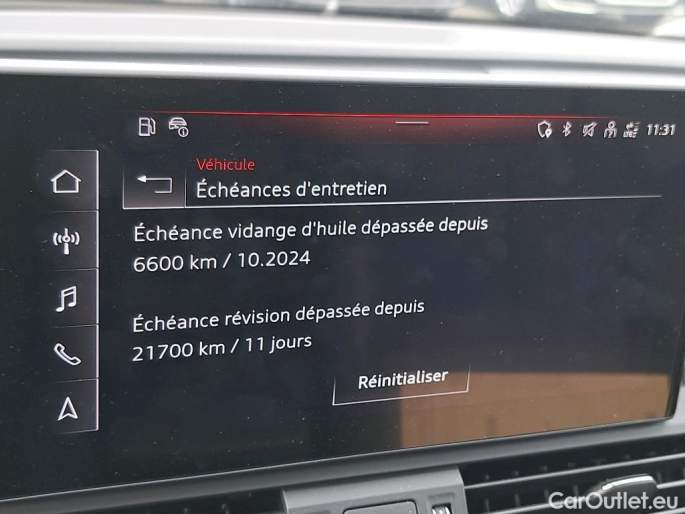 11:31
Véhicule
Échéances d'entretien
Échéance vidange d'huile dépassée depuis
6600 km / 10.2024
Échéance révision dépassée depuis
21700 km / 11 jours
Réinitialiser
CarOutlet.eu